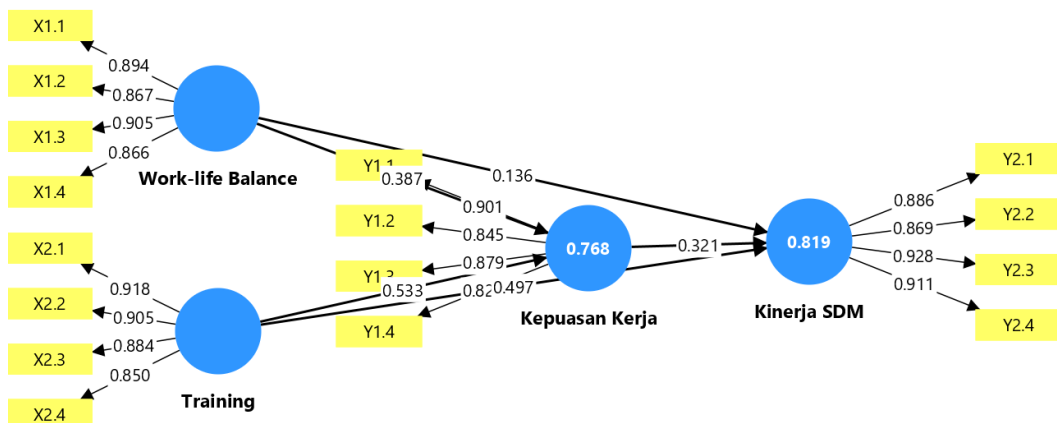 X1.1
0.894
X1.2
0.867
X1.3
0.905
0.866
X1.4
Work-life Balance
X2.1
0.918
X2.2
0.905
X2.3
0.884
0.850
X2.4
Training
Y1.1
0.387
0.901
Y1.2
0.845
0.879
0.533
0.497
Y1.4
0.768
Kepuasan Kerja
0.136
0.321
0.819
Kinerja SDM
Y2.1
0.886
Y2.2
0.869
0.928
Y2.3
0.911
Y2.4